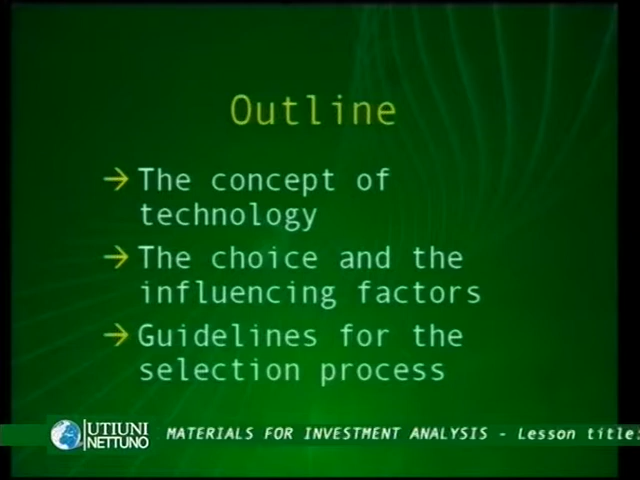 Outline
→ The concept of
technology
→ The choice and the
influencing factors
→ Guidelines for the
selection process
UTIUNI
NETTUNO
MATERIALS FOR INVESTMENT ANALYSIS - Lesson title: